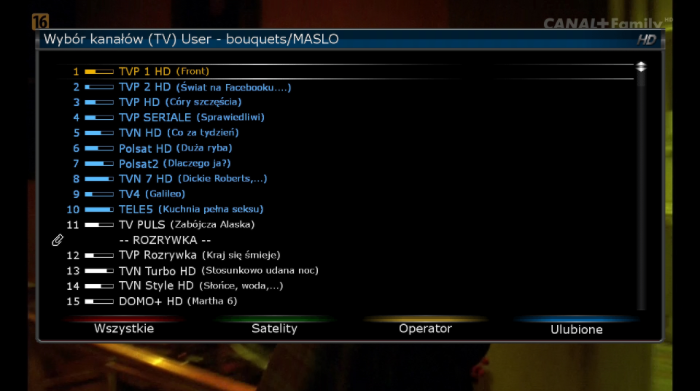 16
CANAL+ Family HD
Wybór kanałów (TV) User - bouquets/MASLO
HD
1 TVP 1 HD (Front)
2 TVP 2 HD (Świat na Facebooku....)
3 TVP HD (Córy szczęścia)
4 TVP SERIALE (Sprawiedliwi)
5 TVN HD (Co za tydzień)
6 Polsat HD (Duża ryba)
7 Polsat2 (Dlaczego ja?)
8 TVN 7 HD (Dickie Roberts,...)
9 TV4 (Galileo)
10 TELE5 (Kuchnia pełna seksu)
11 TV PULS (Zabójcza Alaska)
-- ROZRYWKA --
12 TVP Rozrywka (Kraj się śmieje)
13 TVN Turbo HD (Stosunkowo udana noc)
14 TVN Style HD (Słońce, woda,...)
15 DOMO+ HD (Martha 6)
Wszystkie
Satelity
Operator
Ulubione